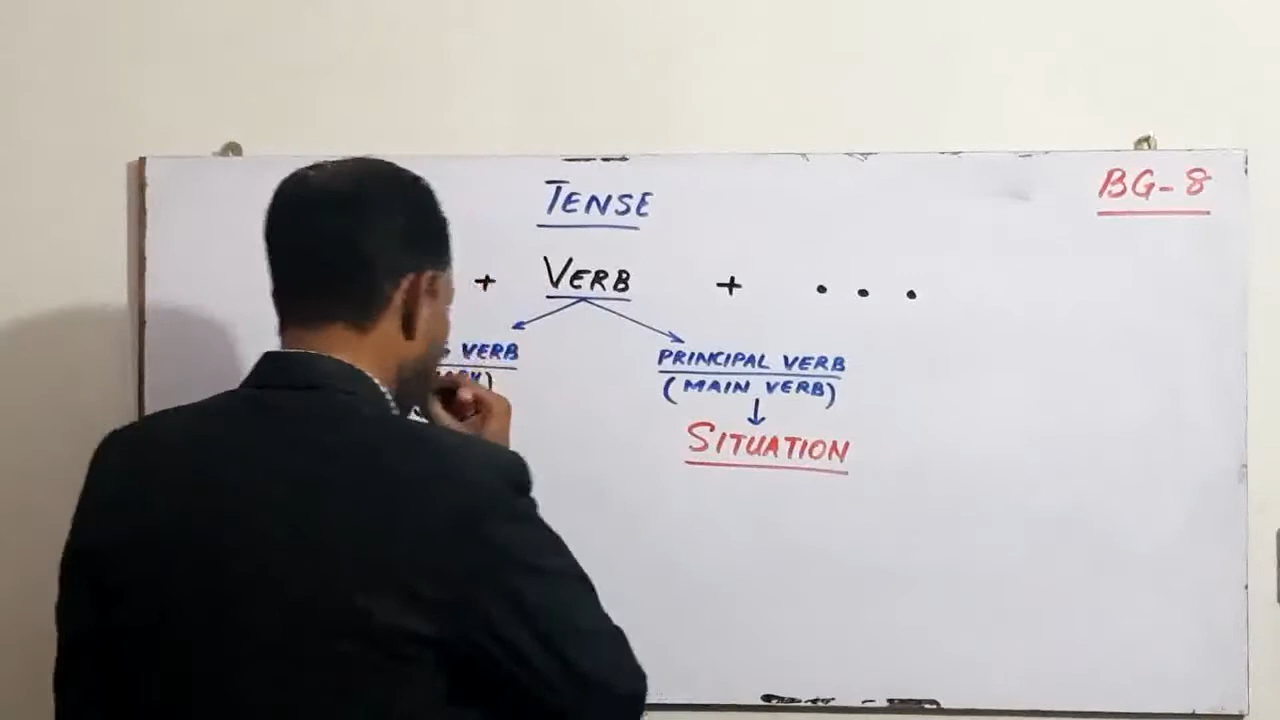 TENSE
BG-8
+ VERB + . . .
VERB
PRINCIPAL VERB
(MAIN VERB)
SITUATION